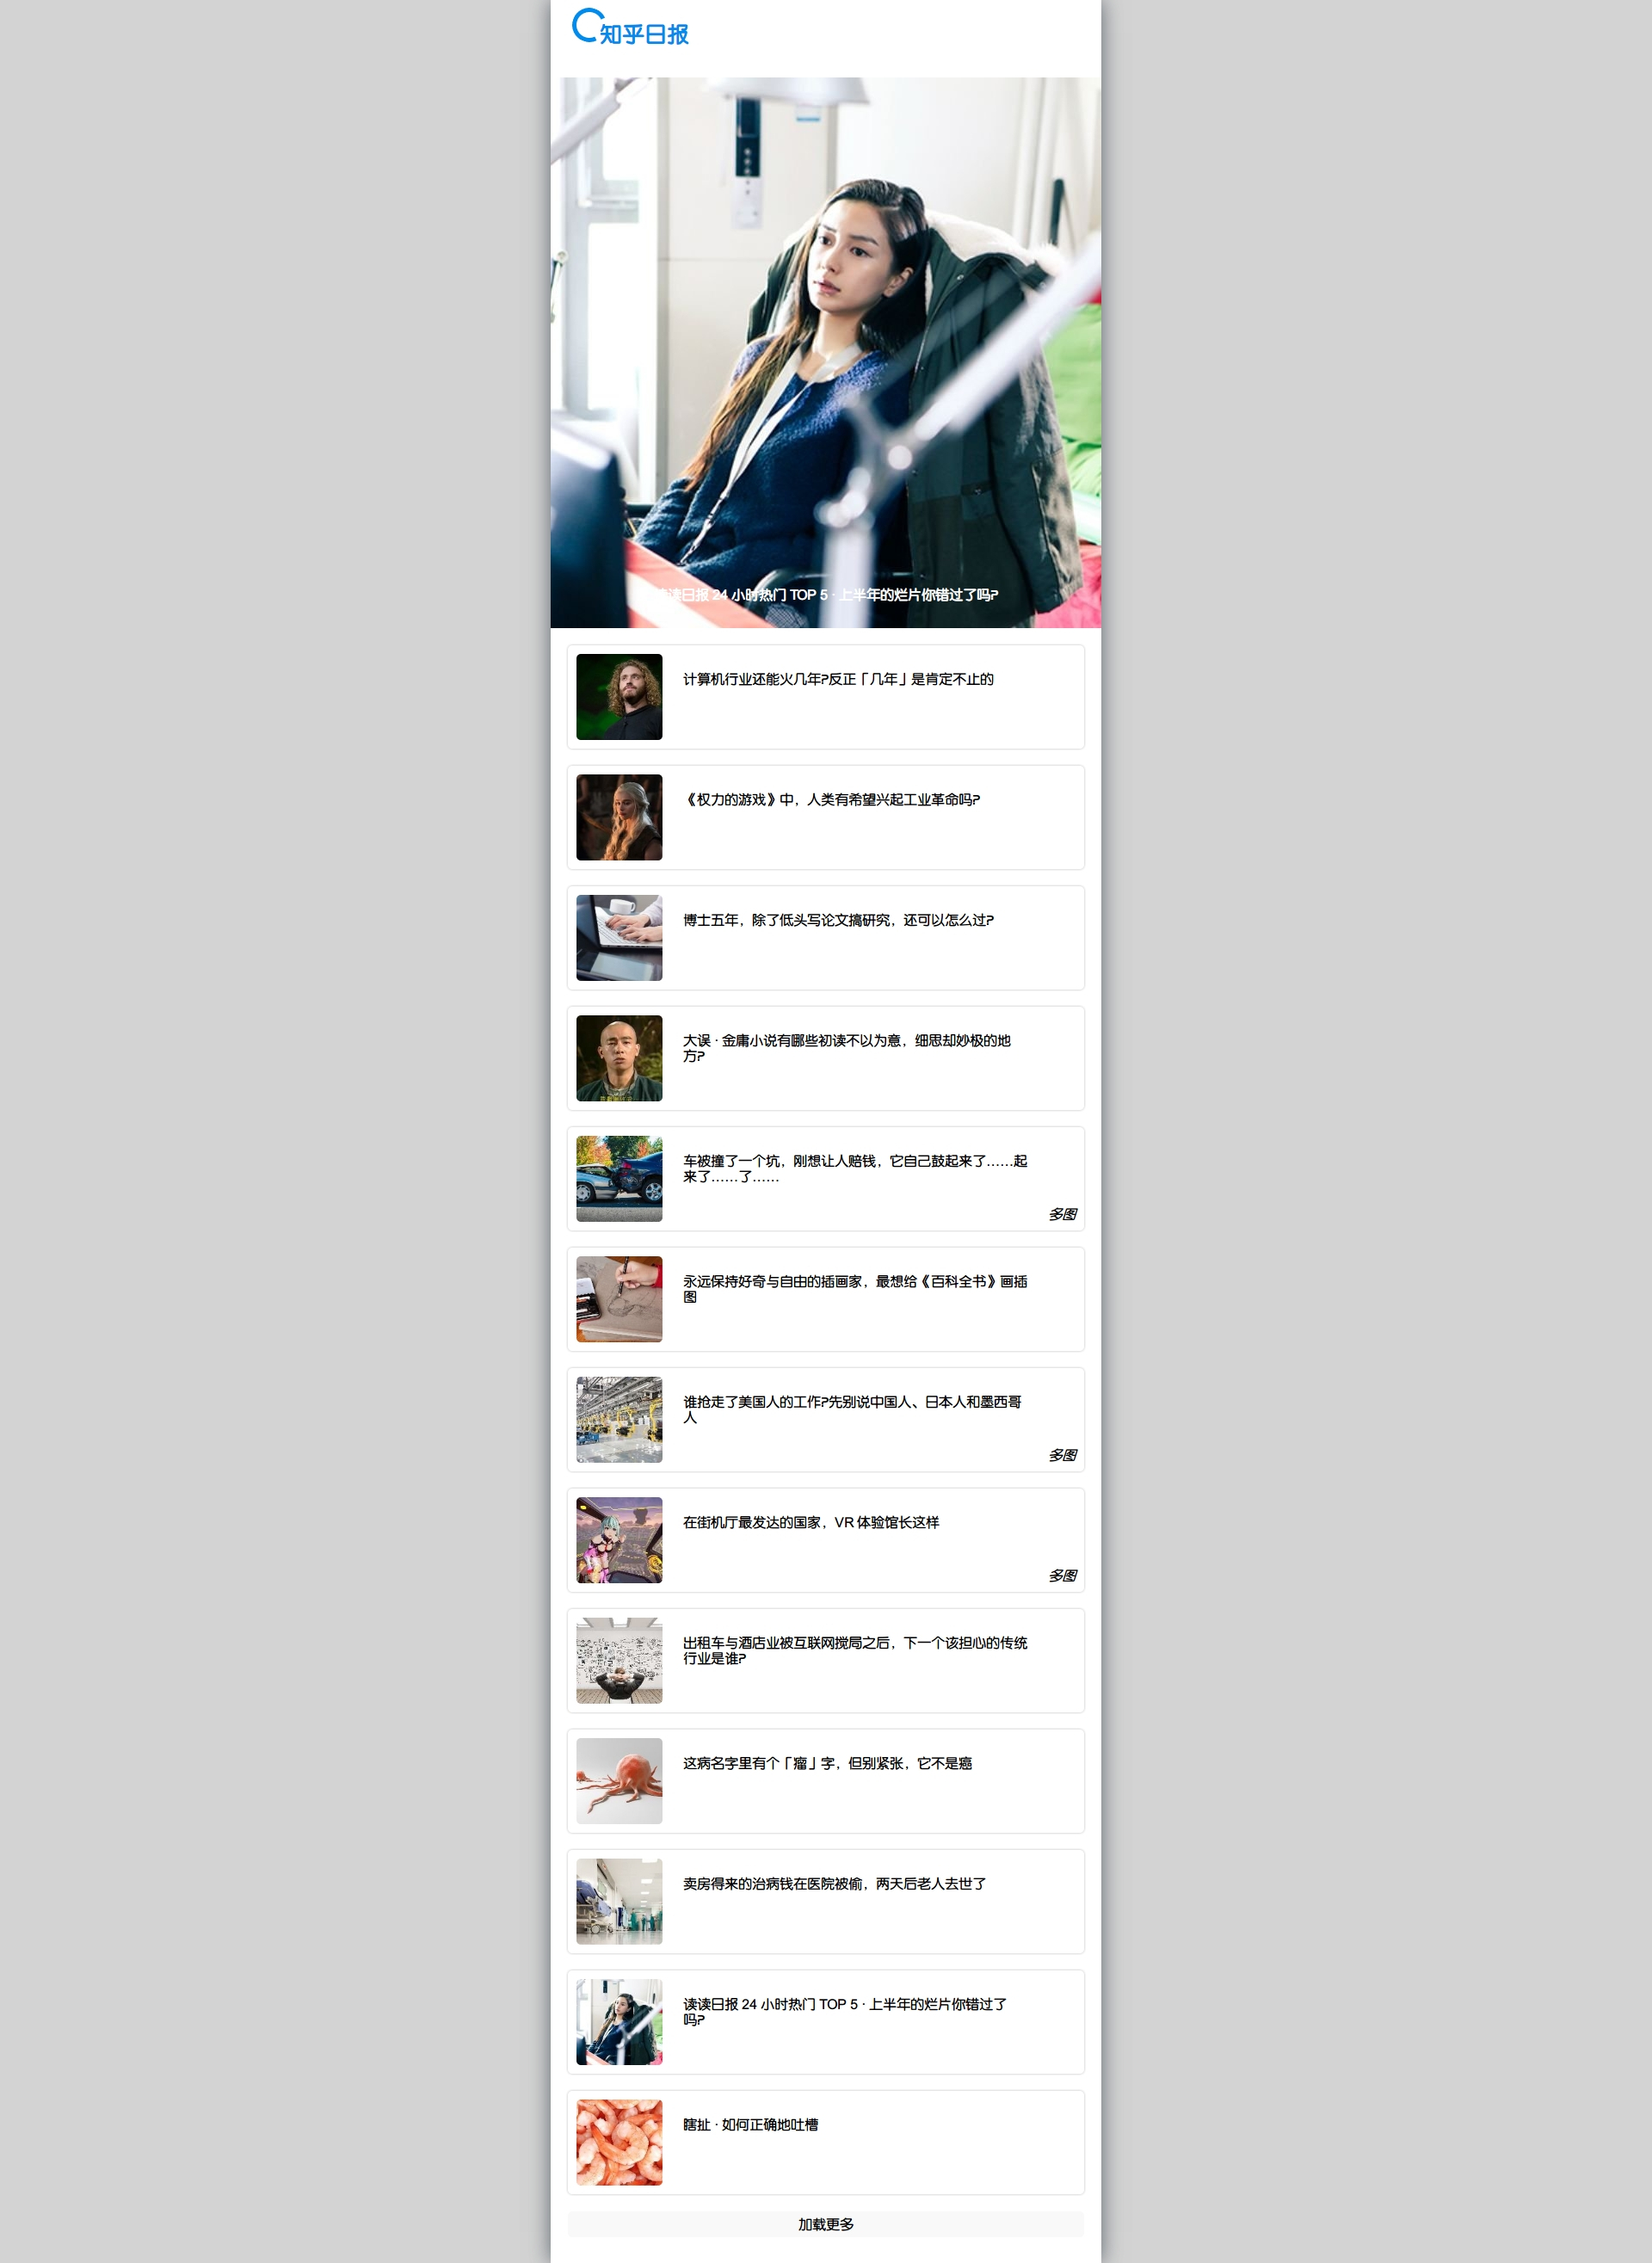 知乎日报
读日报 24 小时热门 TOP 5 · 上半年的烂片你错过了吗?
计算机行业还能火几年?反正「几年」是肯定不止的
《权力的游戏》中，人类有希望兴起工业革命吗?
博士五年，除了低头写论文搞研究，还可以怎么过?
大误 · 金庸小说有哪些初读不以为意，细思却妙极的地
方?
车被撞了一个坑，刚想让人赔钱，它自己鼓起来了……起
来了……了……
多图
永远保持好奇与自由的插画家，最想给《百科全书》画插
图
谁抢走了美国人的工作?先别说中国人、日本人和墨西哥
人
多图
在街机厅最发达的国家，VR 体验馆长这样
多图
出租车与酒店业被互联网搅局之后，下一个该担心的传统
行业是谁?
这病名字里有个「瘤」字，但别紧张，它不是癌
卖房得来的治病钱在医院被偷，两天后老人去世了
读读日报 24 小时热门 TOP 5 · 上半年的烂片你错过了
吗?
瞎扯 · 如何正确地吐槽
加载更多